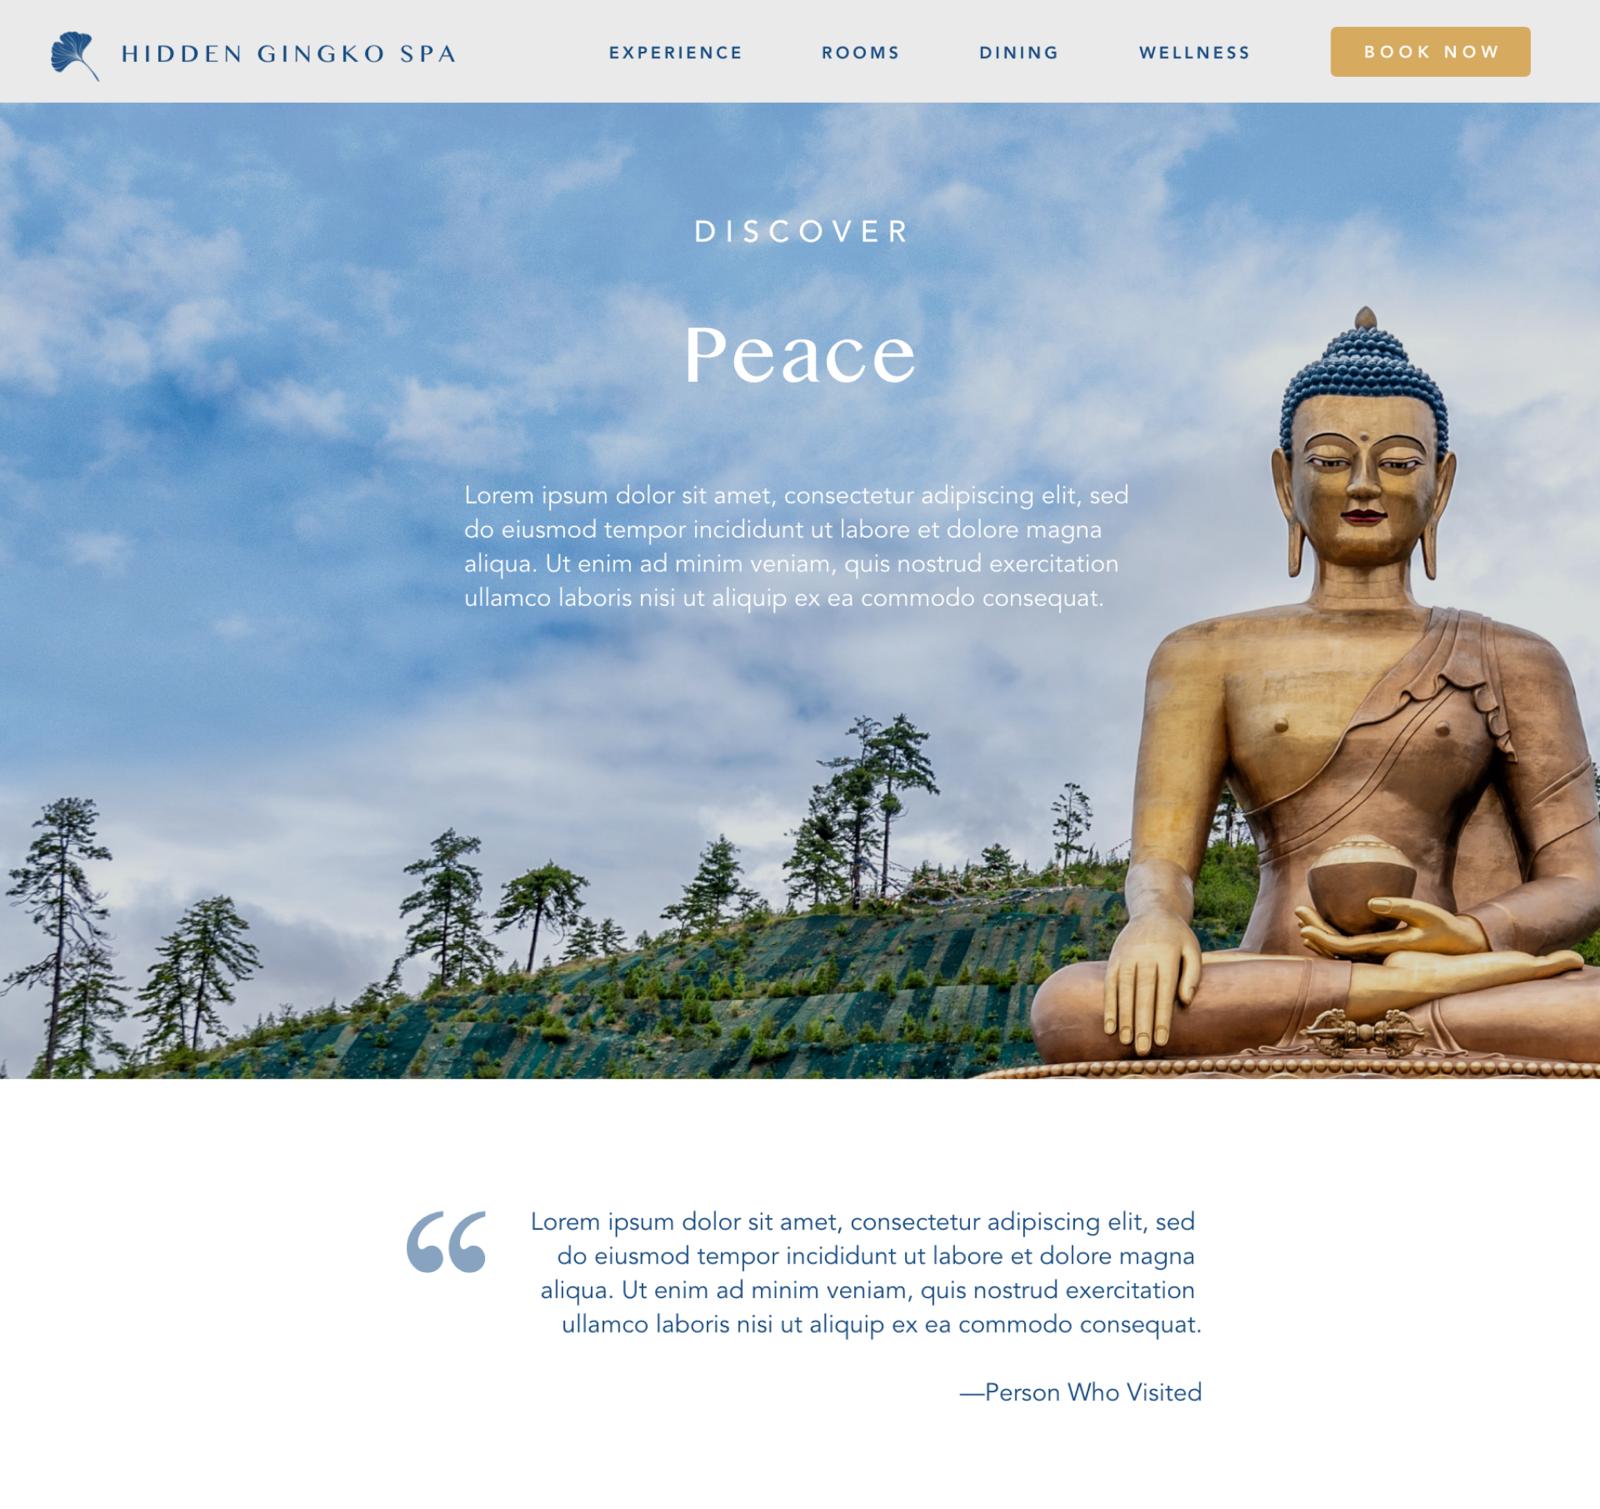 HIDDEN GINGKO SPA
EXPERIENCE
ROOMS
DINING
WELLNESS
BOOK NOW
DISCOVER
Peace
Lorem ipsum dolor sit amet, consectetur adipiscing elit, sed
do eiusmod tempor incididunt ut labore et dolore magna
aliqua. Ut enim ad minim veniam, quis nostrud exercitation
ullamco laboris nisi ut aliquip ex ea commodo consequat.
“
Lorem ipsum dolor sit amet, consectetur adipiscing elit, sed
do eiusmod tempor incididunt ut labore et dolore magna
aliqua. Ut enim ad minim veniam, quis nostrud exercitation
ullamco laboris nisi ut aliquip ex ea commodo consequat.
—Person Who Visited